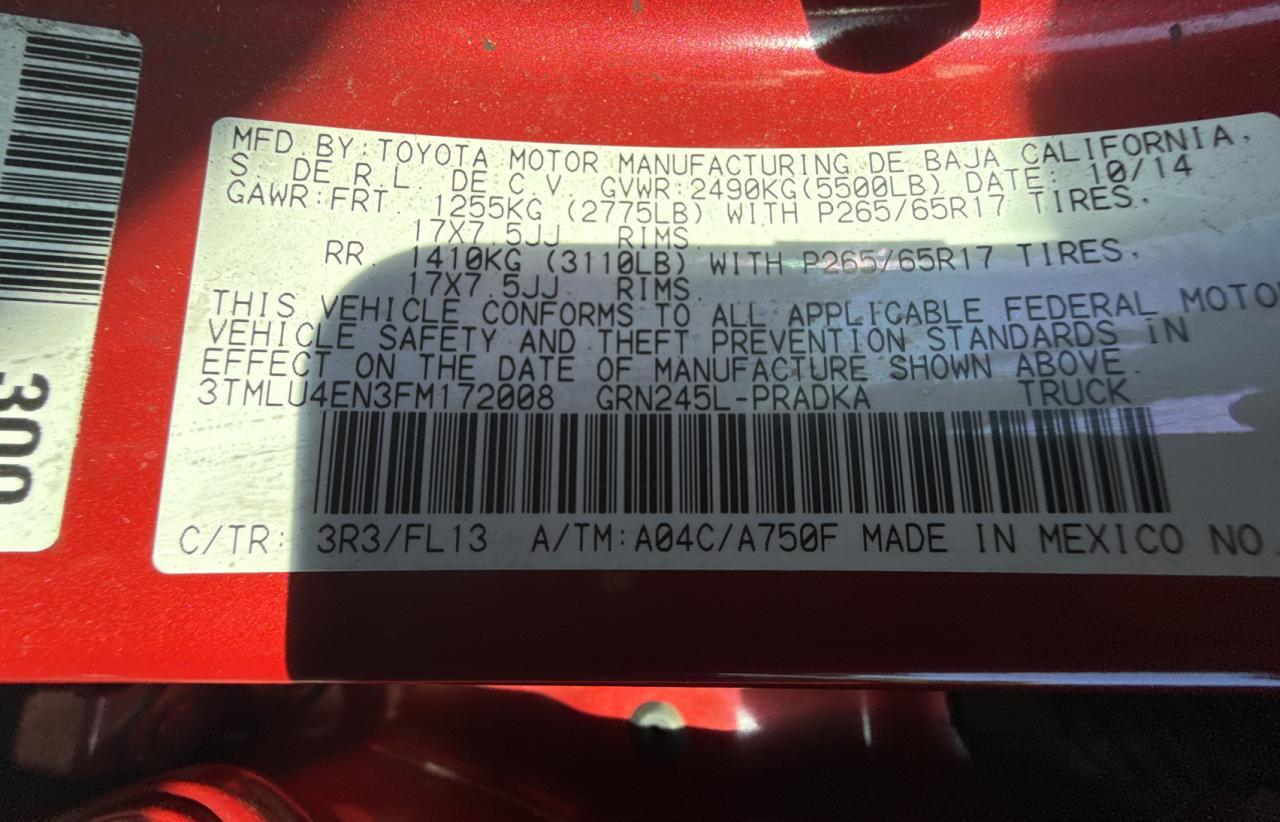 MFD BY:TOYOTA MOTOR MANUFACTURING DE BAJA CALIFORNIA,
S. DE R.L. DE C.V. GVWR:2490KG(5500LB) DATE: 10/14
GAWR:FRT. 1255KG (2775LB) WITH P265/65R17 TIRES,
17X7.5JJ RIMS
RR. 1410KG (3110LB) WITH P265/65R17 TIRES,
17X7.5JJ RIMS
THIS VEHICLE CONFORMS TO ALL APPLICABLE FEDERAL MOTO
VEHICLE SAFETY AND THEFT PREVENTION STANDARDS IN
EFFECT ON THE DATE OF MANUFACTURE SHOWN ABOVE.
3TMLU4EN3FM172008 GRN245L-PRADKA TRUCK
C/TR: 3R3/FL13 A/TM:A04C/A750F MADE IN MEXICO NO.